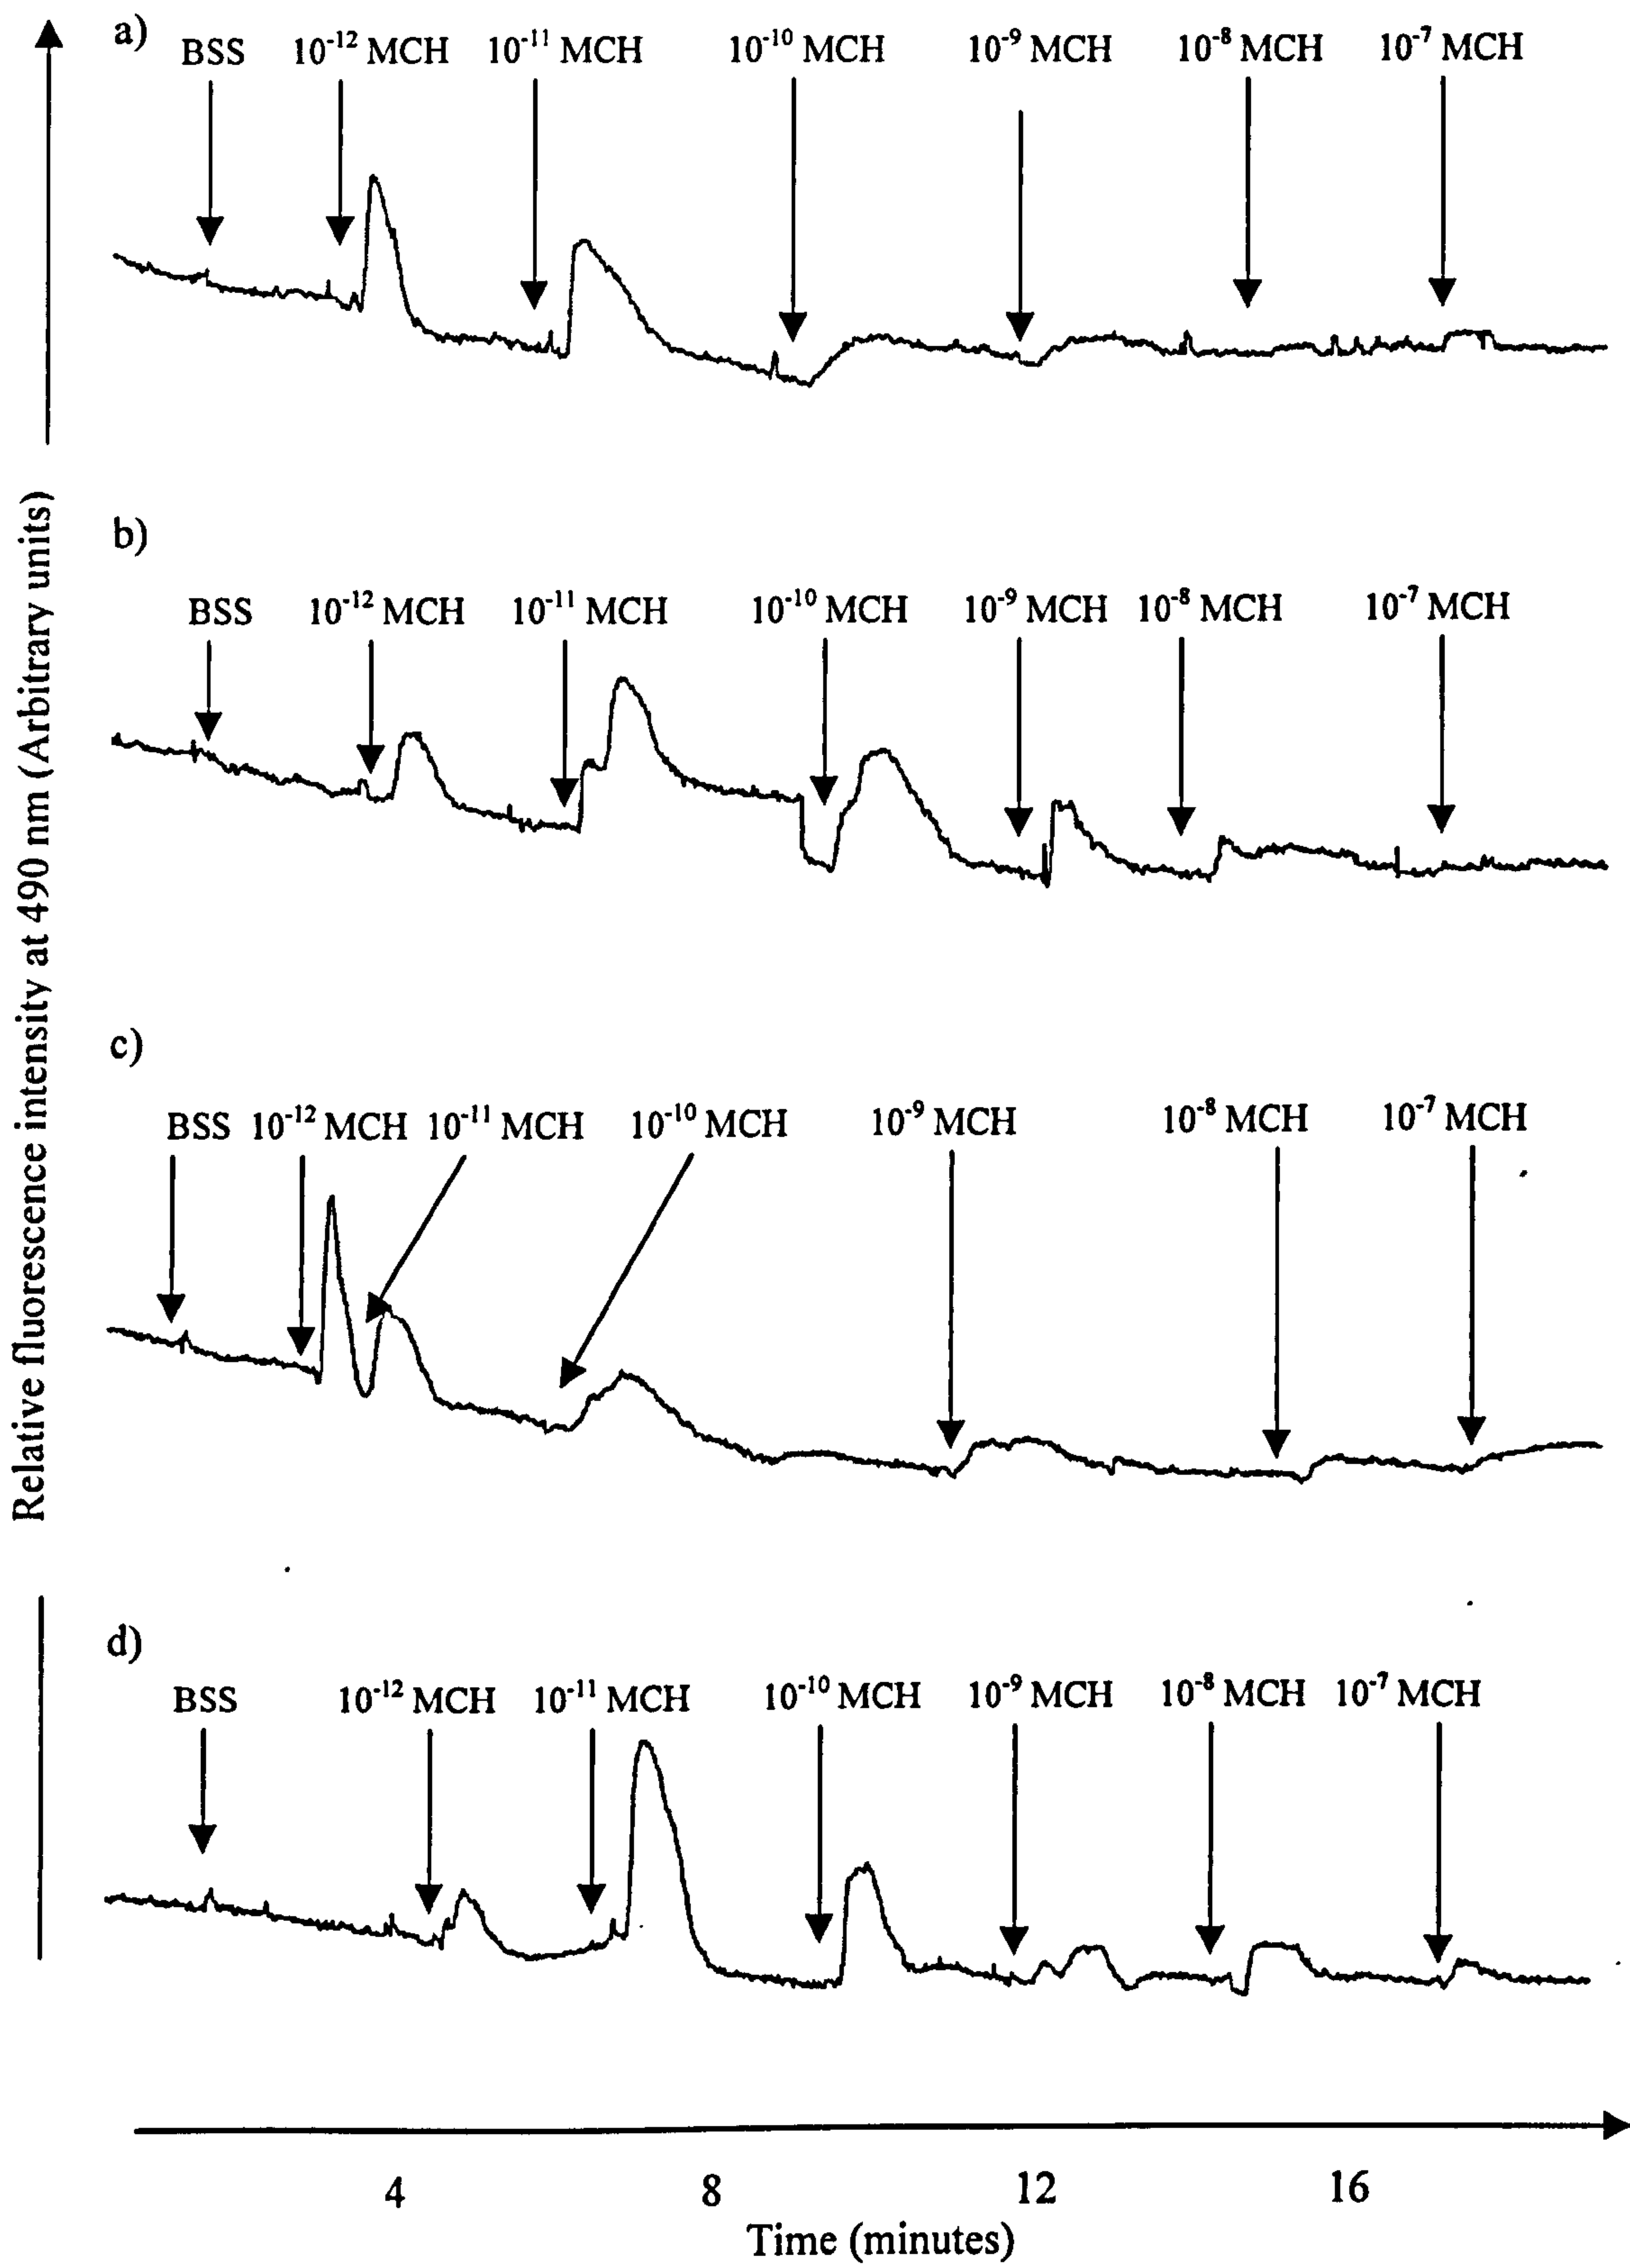 a)
BSS 10⁻¹² MCH 10⁻¹¹ MCH 10⁻¹⁰ MCH 10⁻⁹ MCH 10⁻⁸ MCH 10⁻⁷ MCH
b)
BSS 10⁻¹² MCH 10⁻¹¹ MCH 10⁻¹⁰ MCH 10⁻⁹ MCH 10⁻⁸ MCH 10⁻⁷ MCH
c)
BSS 10⁻¹² MCH 10⁻¹¹ MCH 10⁻¹⁰ MCH 10⁻⁹ MCH 10⁻⁸ MCH 10⁻⁷ MCH
d)
BSS 10⁻¹² MCH 10⁻¹¹ MCH 10⁻¹⁰ MCH 10⁻⁹ MCH 10⁻⁸ MCH 10⁻⁷ MCH
Relative fluorescence intensity at 490 nm (Arbitrary units)
4 8 12 16
Time (minutes)